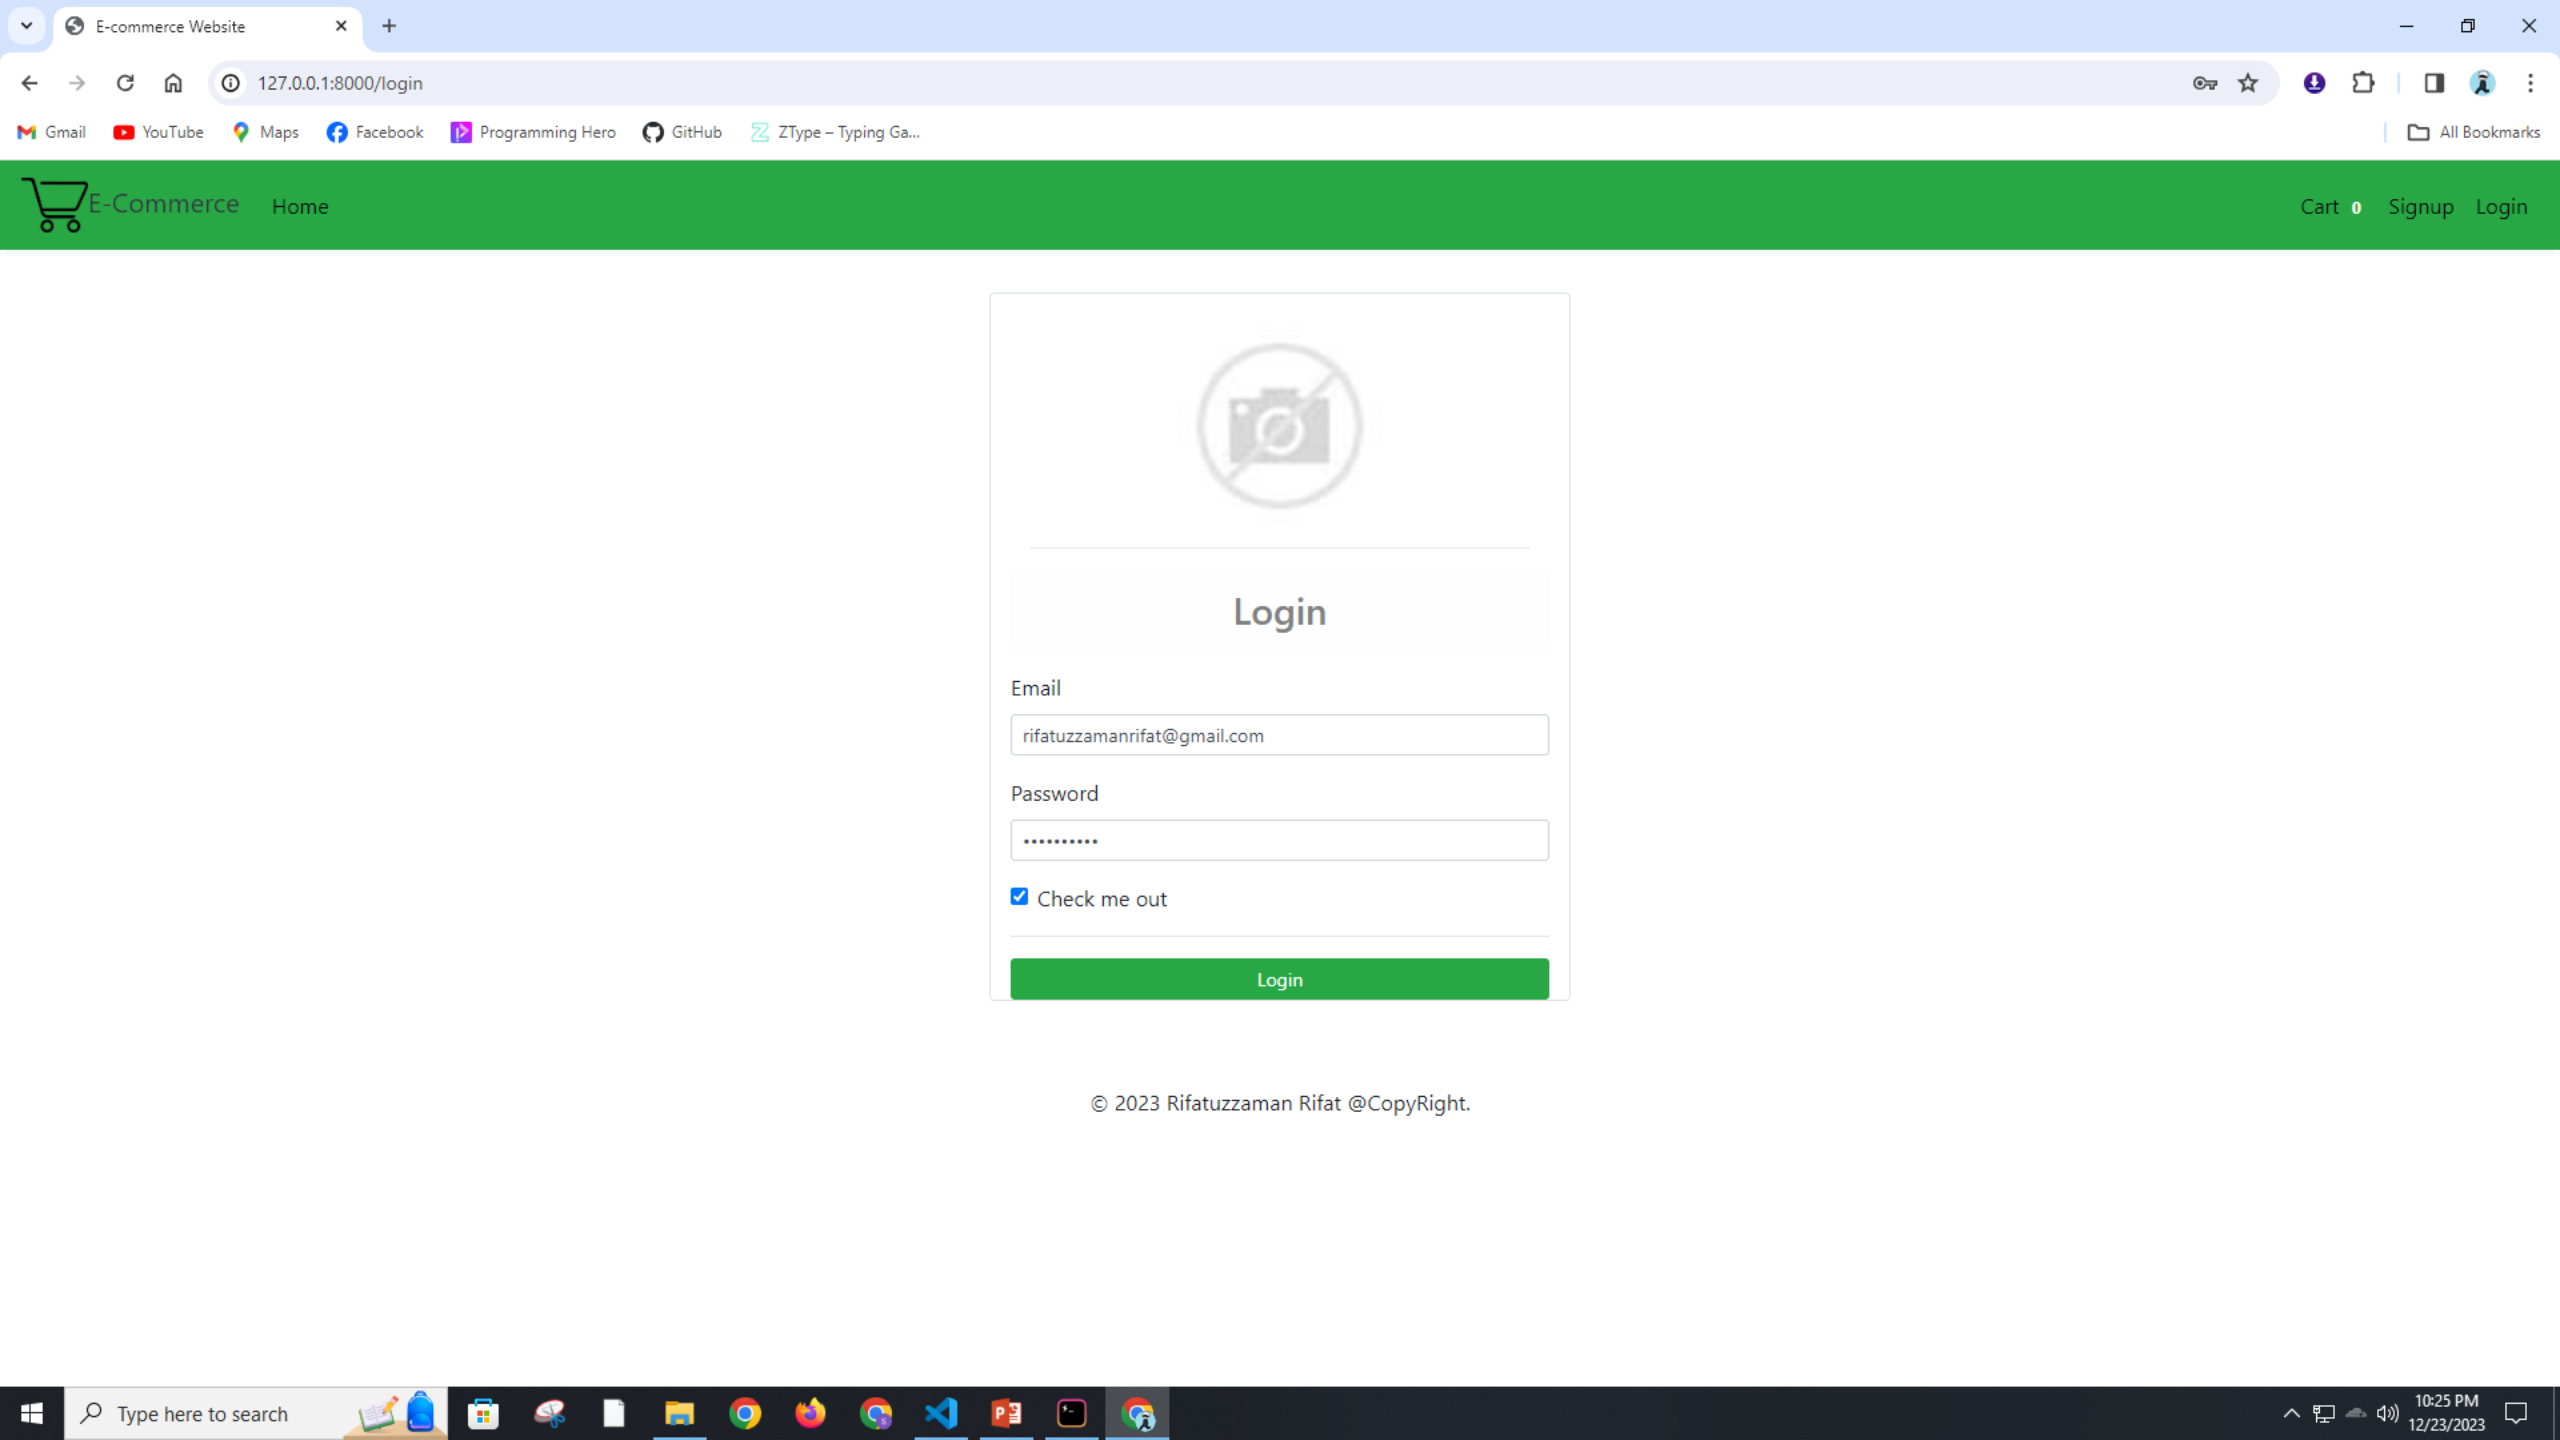 E-commerce Website
127.0.0.1:8000/login
Gmail YouTube Maps Facebook Programming Hero GitHub ZType – Typing Ga... All Bookmarks
E-Commerce Home Cart 0 Signup Login
Login
Email
rifatuzzamanrifat@gmail.com
Password
••••••••••
Check me out
Login
© 2023 Rifatuzzaman Rifat @CopyRight.
Type here to search
10:25 PM
12/23/2023